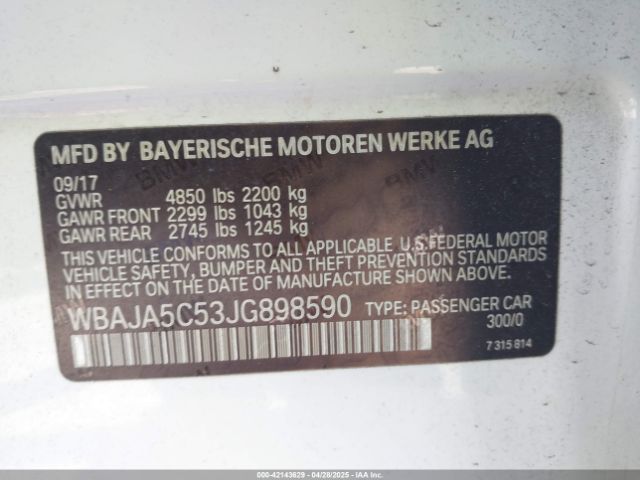 MFD BY BAYERISCHE MOTOREN WERKE AG
09/17
GVWR 4850 lbs 2200 kg
GAWR FRONT 2299 lbs 1043 kg
GAWR REAR 2745 lbs 1245 kg
THIS VEHICLE CONFORMS TO ALL APPLICABLE U.S. FEDERAL MOTOR
VEHICLE SAFETY, BUMPER AND THEFT PREVENTION STANDARDS
IN EFFECT ON THE DATE OF MANUFACTURE SHOWN ABOVE.
WBAJA5C53JG898590 TYPE: PASSENGER CAR
300/0
7 315 814
000-42143629 - 04/28/2025 - IAAI.COM